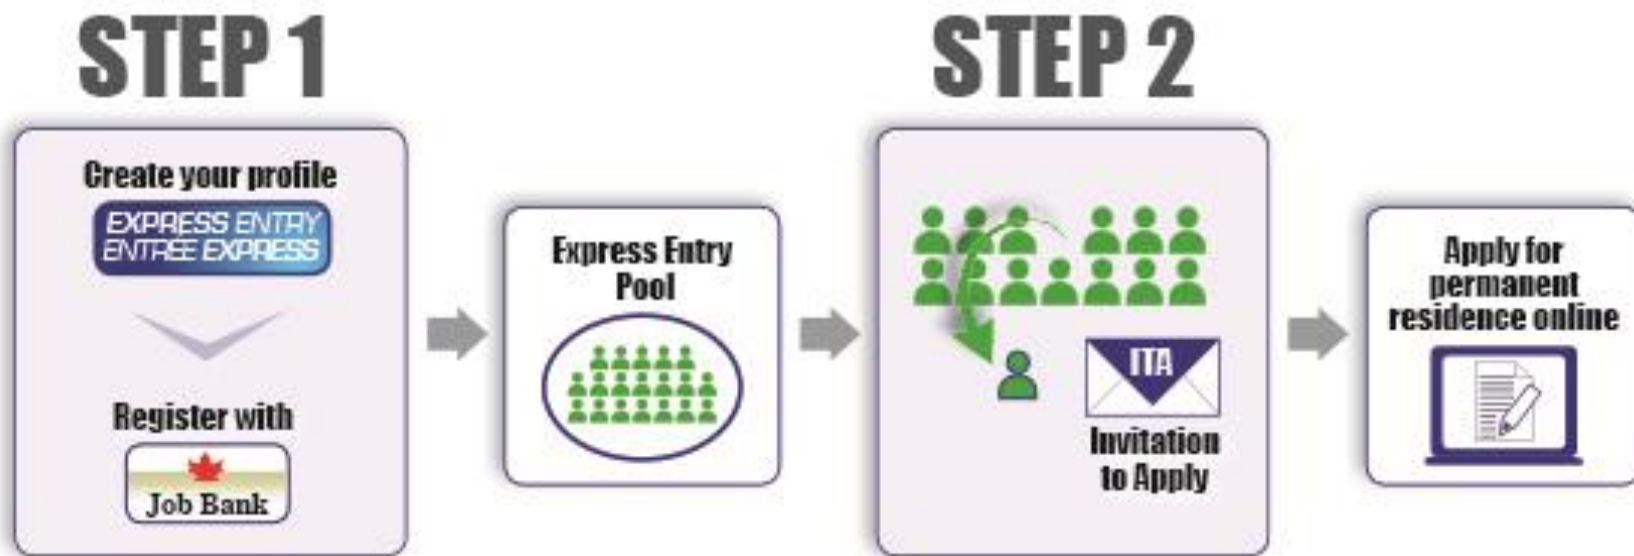 STEP 1
Create your profile
EXPRESS ENTRY
ENTREE EXPRESS
Register with
Job Bank
Express Entry
Pool
STEP 2
ITA
Invitation
to Apply
Apply for
permanent
residence online